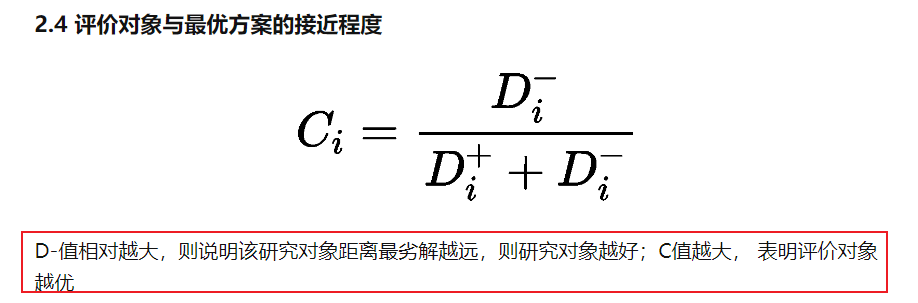 2.4 评价对象与最优方案的接近程度
C_i = \frac{D_i^-}{D_i^+ + D_i^-}
D-值相对越大，则说明该研究对象距离最劣解越远，则研究对象越好；C值越大， 表明评价对象
越优